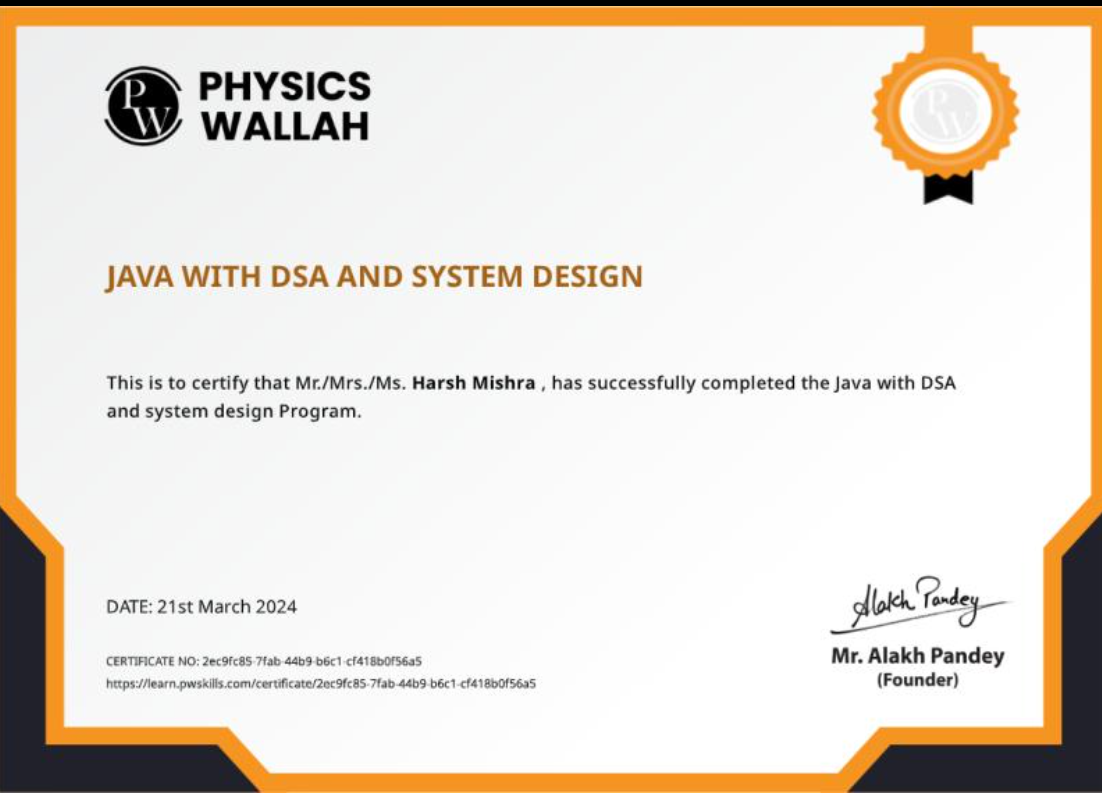 PW
PHYSICS
WALLAH
PW
JAVA WITH DSA AND SYSTEM DESIGN
This is to certify that Mr./Mrs./Ms. Harsh Mishra , has successfully completed the Java with DSA
and system design Program.
DATE: 21st March 2024
CERTIFICATE NO: 2ec9fc85-7fab-44b9-b6c1-cf418b0f56a5
https://learn.pwskills.com/certificate/2ec9fc85-7fab-44b9-b6c1-cf418b0f56a5
Alakh Pandey
Mr. Alakh Pandey
(Founder)